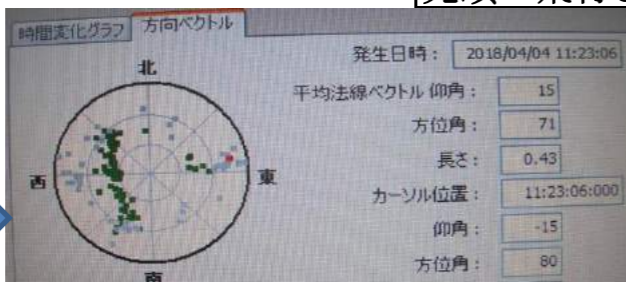 時間変化グラフ 方向ベクトル
発生日時： 2018/04/04 11:23:06
平均法線ベクトル 仰角： 15
方位角： 71
長さ： 0.43
カーソル位置： 11:23:06:000
仰角： -15
方位角： 80
北
西
東
南